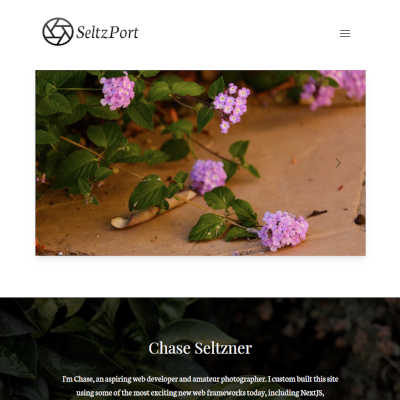 SeltzPort
Chase Seltzner
I'm Chase, an aspiring web developer and amateur photographer. I custom built this site
using some of the most exciting new web frameworks today, including NextJS,